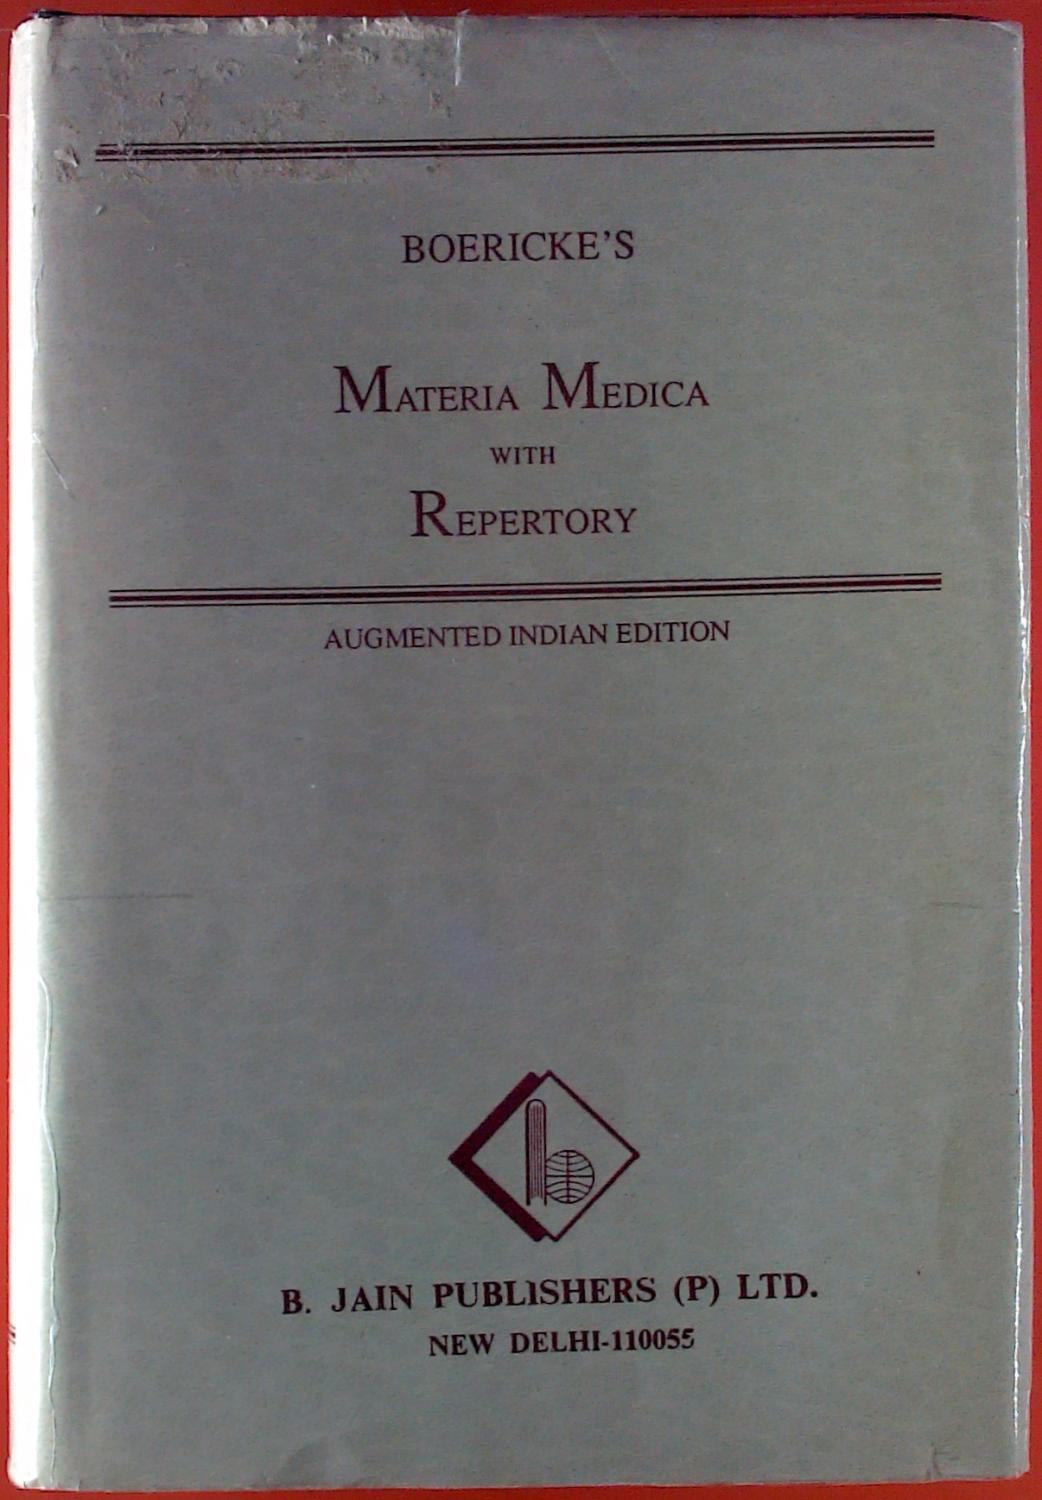 BOERICKE'S
MATERIA MEDICA
WITH
REPERTORY
AUGMENTED INDIAN EDITION
B. JAIN PUBLISHERS (P) LTD.
NEW DELHI-110055